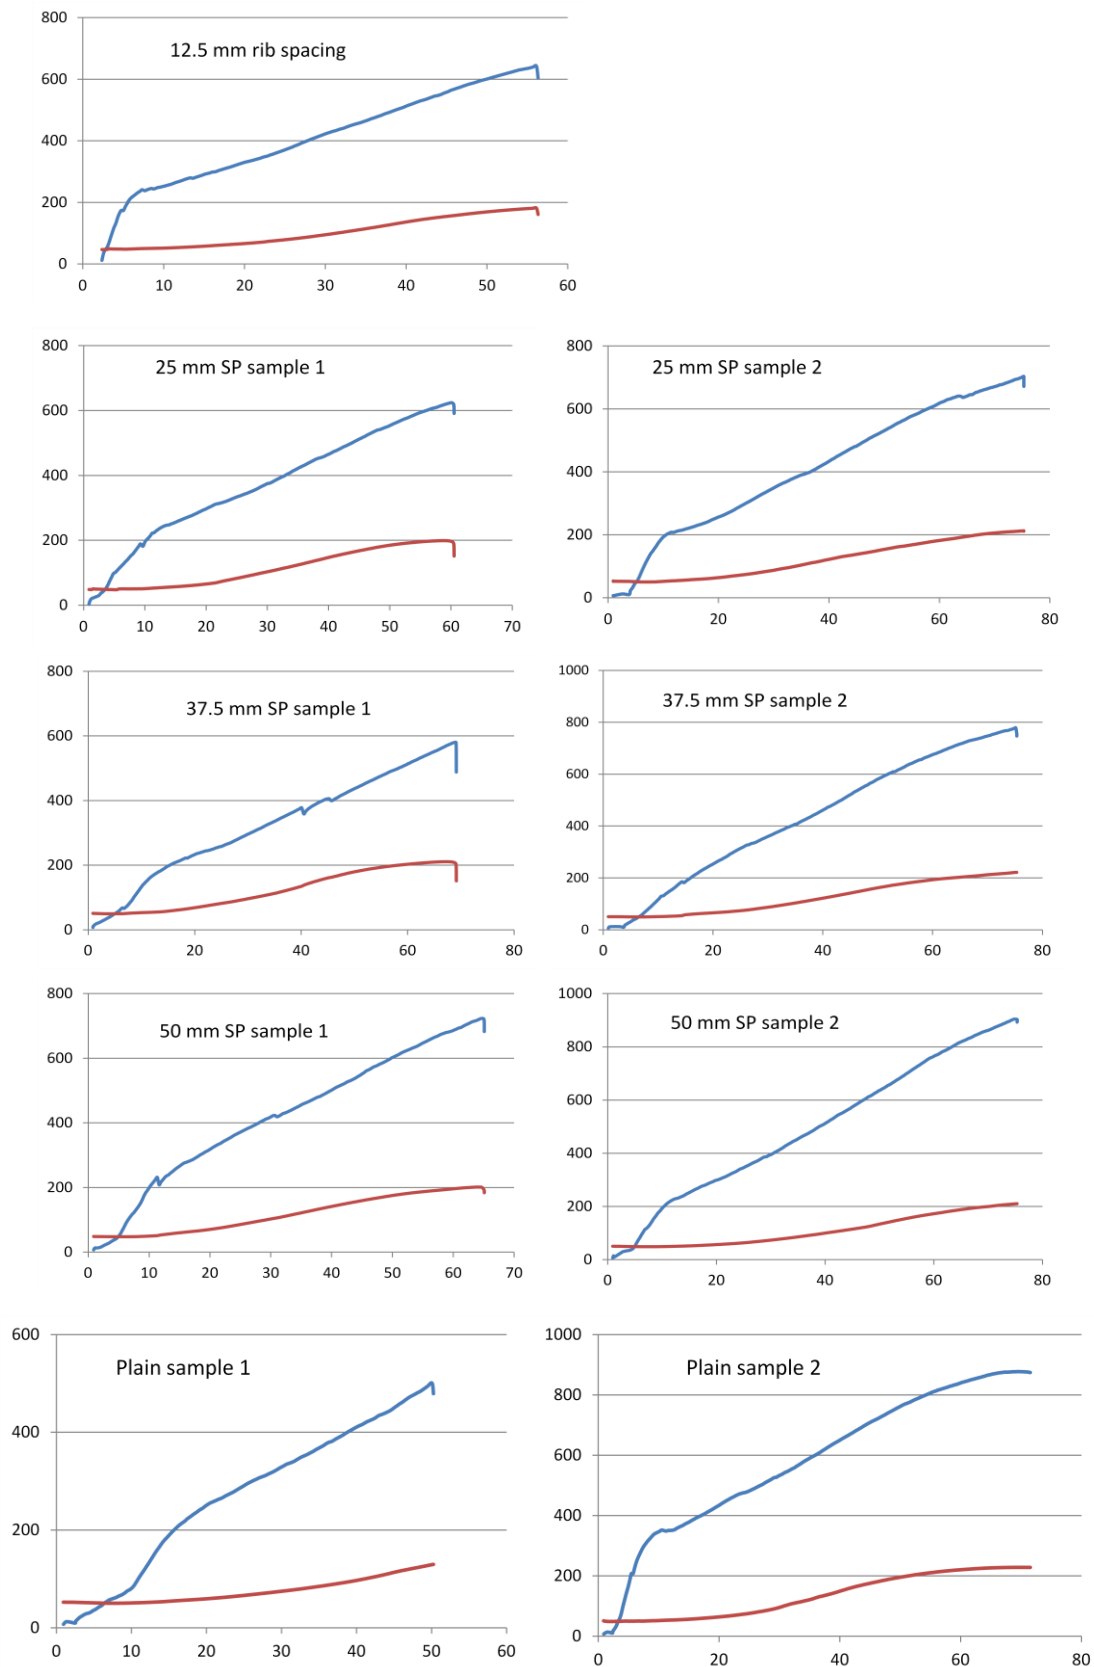 800
12.5 mm rib spacing
600
400
200
0
0 10 20 30 40 50 60
800
25 mm SP sample 1
600
400
200
0
0 10 20 30 40 50 60 70
800
25 mm SP sample 2
600
400
200
0
0 20 40 60 80
800
37.5 mm SP sample 1
600
400
200
0
0 20 40 60 80
1000
37.5 mm SP sample 2
800
600
400
200
0
0 20 40 60 80
800
50 mm SP sample 1
600
400
200
0
0 10 20 30 40 50 60 70
1000
50 mm SP sample 2
800
600
400
200
0
0 20 40 60 80
600
Plain sample 1
400
200
0
0 10 20 30 40 50 60
1000
Plain sample 2
800
600
400
200
0
0 20 40 60 80